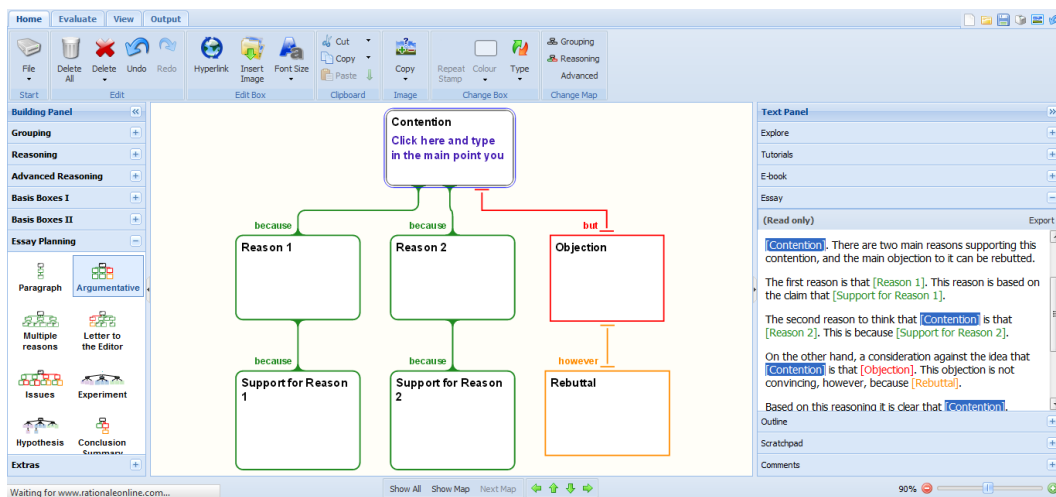 Home Evaluate View Output
File Delete All Delete Undo Redo Hyperlink Insert Image Font Size Cut Copy Paste Copy Repeat Stamp Colour Type Grouping Reasoning Advanced
Start Edit Edit Box Clipboard Image Change Box Change Map
Building Panel
Grouping
Reasoning
Advanced Reasoning
Basis Boxes I
Basis Boxes II
Essay Planning
Paragraph Argumentative
Multiple reasons Letter to the Editor
Issues Experiment
Hypothesis Conclusion Summary
Extras
Waiting for www.rationaleonline.com...
Contention
Click here and type
in the main point you
because because but
Reason 1 Reason 2 Objection
because because however
Support for Reason 1
Support for Reason 2
Rebuttal
Show All Show Map Next Map
90%
Text Panel
Explore
Tutorials
E-book
Essay
(Read only) Export
[Contention]. There are two main reasons supporting this
contention, and the main objection to it can be rebutted.
The first reason is that [Reason 1]. This reason is based on
the claim that [Support for Reason 1].
The second reason to think that [Contention] is that
[Reason 2]. This is because [Support for Reason 2].
On the other hand, a consideration against the idea that
[Contention] is that [Objection]. This objection is not
convincing, however, because [Rebuttal].
Based on this reasoning it is clear that [Contention].
Outline
Scratchpad
Comments